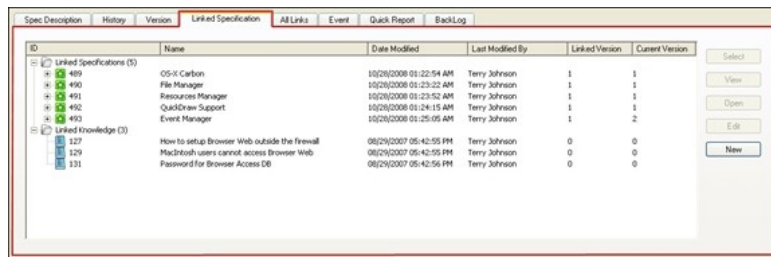 Spec Description History Version Linked Specification All Links Event Quick Report BackLog
ID Name Date Modified Last Modified By Linked Version Current Version
Linked Specifications (5)
489 OS-X Carbon 10/28/2008 01:22:54 AM Terry Johnson 1 1
490 File Manager 10/28/2008 01:23:22 AM Terry Johnson 1 1
491 Resources Manager 10/28/2008 01:23:52 AM Terry Johnson 1 1
492 QuickDraw Support 10/28/2008 01:24:15 AM Terry Johnson 1 1
493 Event Manager 10/28/2008 01:25:05 AM Terry Johnson 1 2
Linked Knowledge (3)
127 How to setup Browser Web outside the firewall 08/29/2007 05:42:55 PM Terry Johnson 0 0
129 MacIntosh users cannot access Browser Web 08/29/2007 05:42:55 PM Terry Johnson 0 0
131 Password for Browser Access DB 08/29/2007 05:42:56 PM Terry Johnson 0 0
Select
View
Open
Edit
New